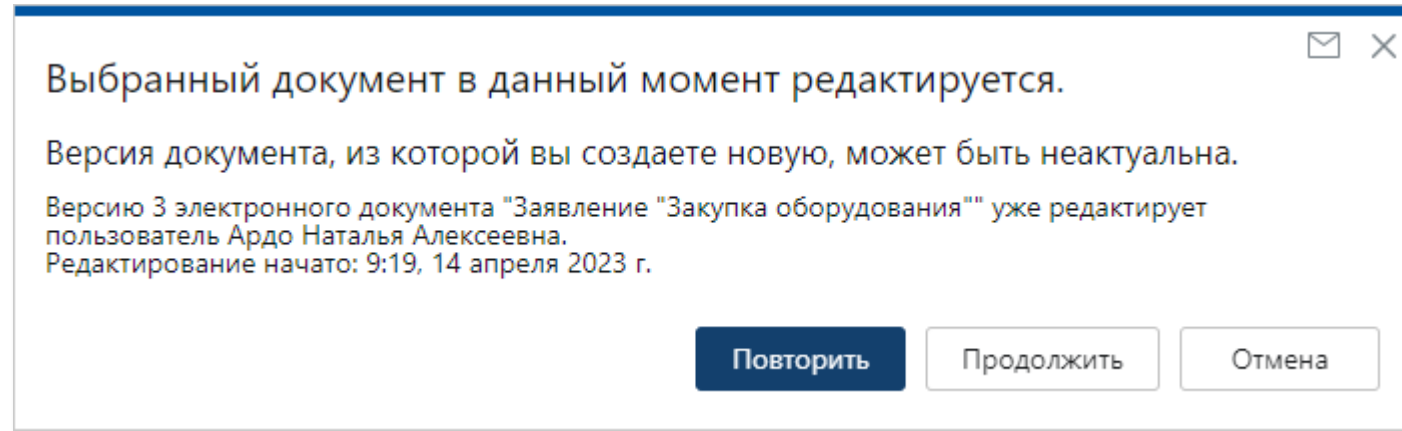 Выбранный документ в данный момент редактируется.
Версия документа, из которой вы создаете новую, может быть неактуальна.
Версию 3 электронного документа "Заявление "Закупка оборудования"" уже редактирует
пользователь Ардо Наталья Алексеевна.
Редактирование начато: 9:19, 14 апреля 2023 г.
Повторить
Продолжить
Отмена